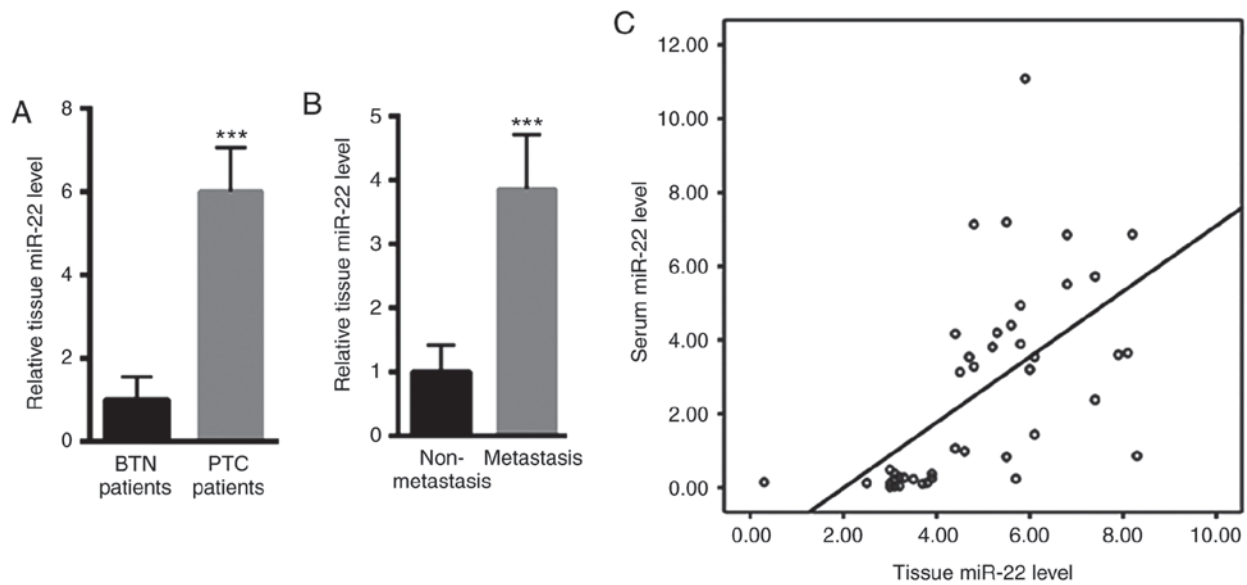 A
Relative tissue miR-22 level
8
6
4
2
0
***
BTN
patients
PTC
patients
B
Relative tissue miR-22 level
5
4
3
2
1
0
***
Non-
metastasis
Metastasis
C
Serum miR-22 level
12.00
10.00
8.00
6.00
4.00
2.00
0.00
0.00 2.00 4.00 6.00 8.00 10.00
Tissue miR-22 level